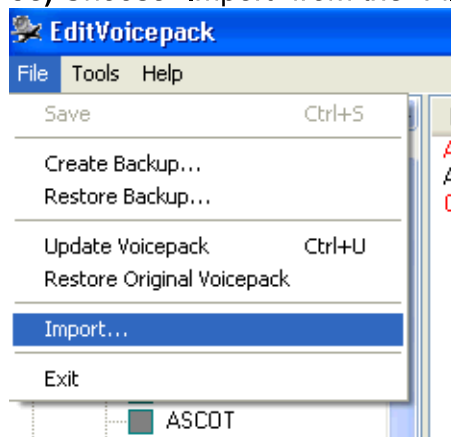 EditVoicepack
File Tools Help
Save Ctrl+S
Create Backup...
Restore Backup...
Update Voicepack Ctrl+U
Restore Original Voicepack
Import...
Exit
ASCOT